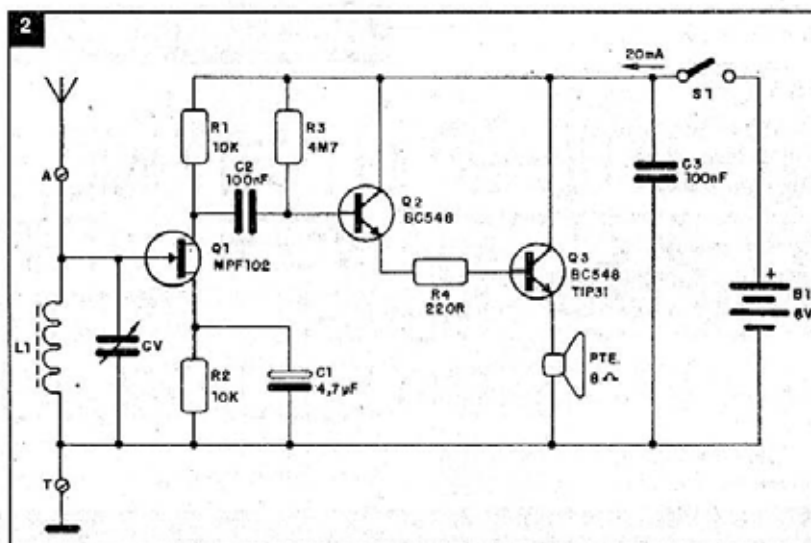 2
20mA
S1
R1
10K
R3
4M7
C2
100nF
C3
100nF
A
Q2
BC548
Q1
MPF102
Q3
BC548
TIP31
R4
220R
+
B1
6V
L1
CV
R2
10K
C1
4,7µF
PTE.
8Ω
T